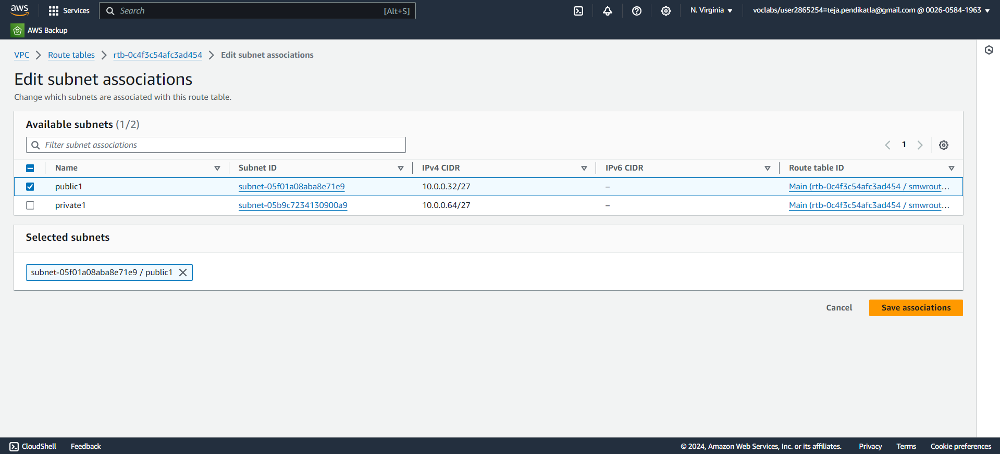 aws
Services
Search
[Alt+S]
N. Virginia
voclabs/user2865254=teja.pendikatla@gmail.com @ 0026-0584-1963
AWS Backup
VPC
Route tables
rtb-0c4f3c54afc3ad454
Edit subnet associations
Edit subnet associations
Change which subnets are associated with this route table.
Available subnets (1/2)
Filter subnet associations
1
Name Subnet ID IPv4 CIDR IPv6 CIDR Route table ID
public1 subnet-05f01a08aba8e71e9 10.0.0.32/27 – Main (rtb-0c4f3c54afc3ad454 / smwrout...
private1 subnet-05b9c7234130900a9 10.0.0.64/27 – Main (rtb-0c4f3c54afc3ad454 / smwrout...
Selected subnets
subnet-05f01a08aba8e71e9 / public1
Cancel
Save associations
CloudShell
Feedback
© 2024, Amazon Web Services, Inc. or its affiliates.
Privacy
Terms
Cookie preferences